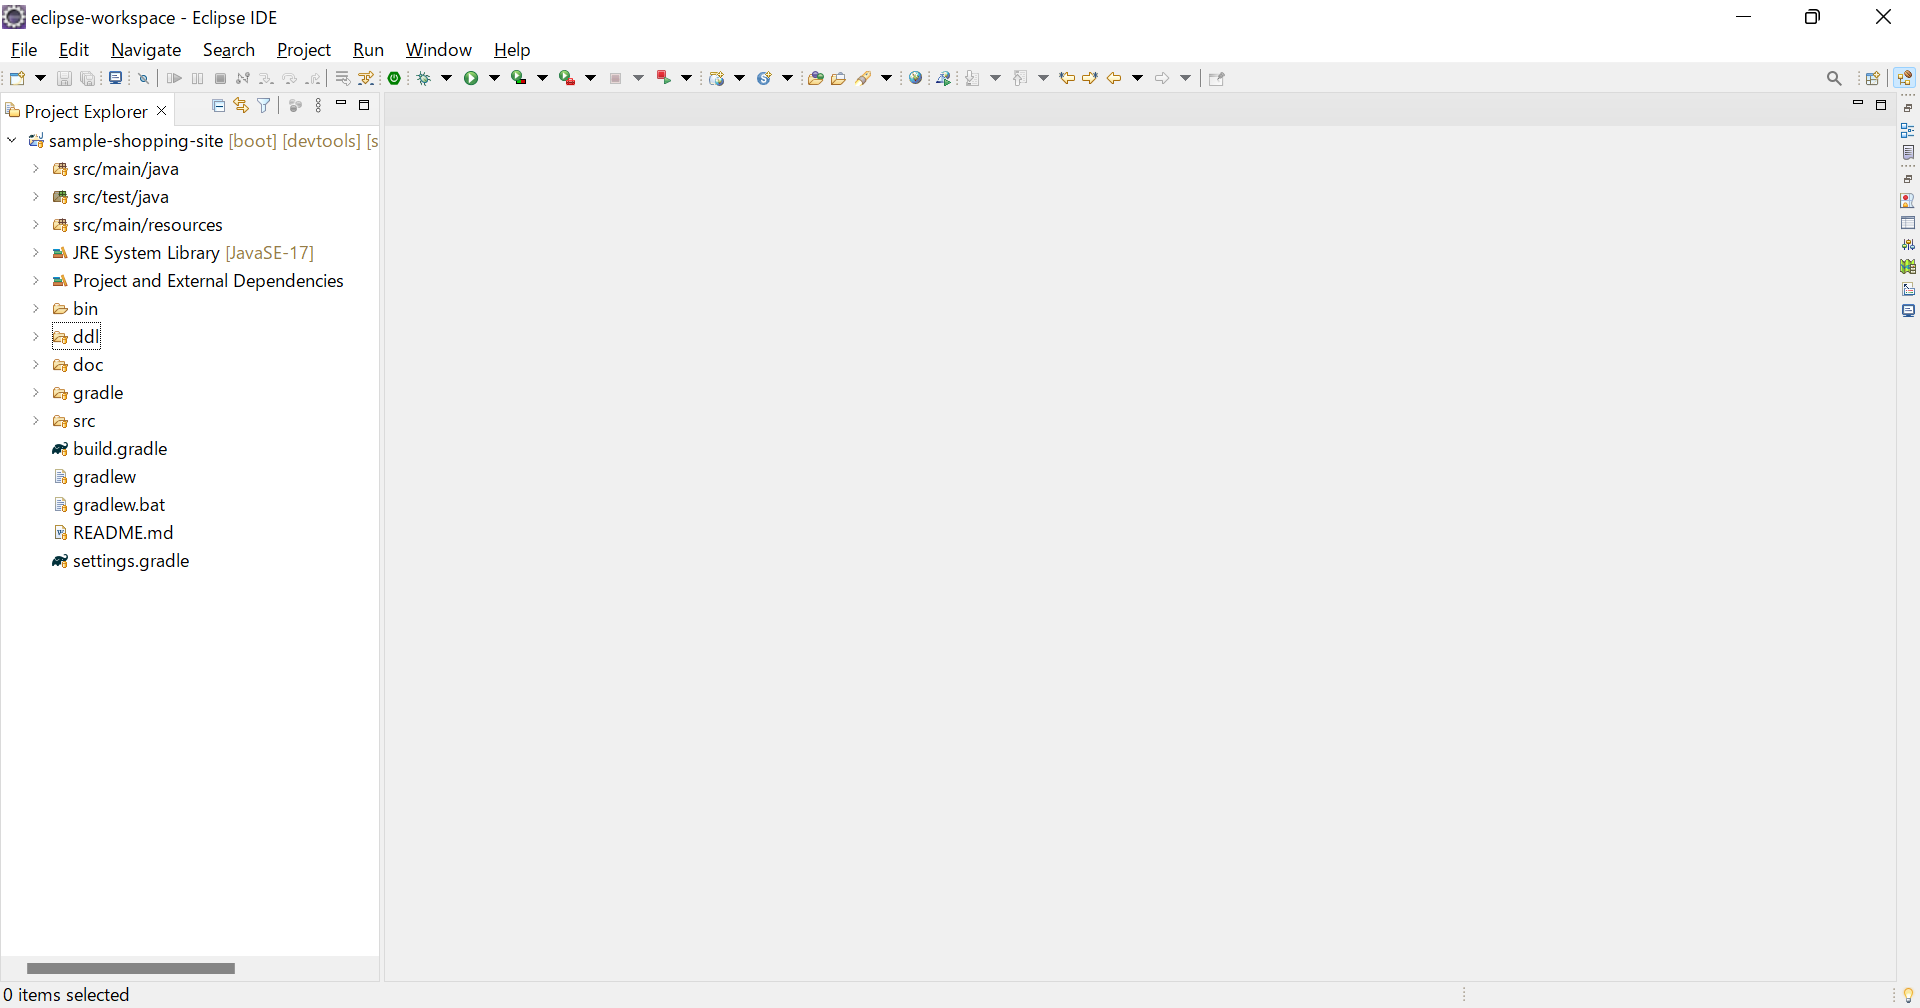 eclipse-workspace - Eclipse IDE
File Edit Navigate Search Project Run Window Help
Project Explorer
sample-shopping-site [boot] [devtools] [s
src/main/java
src/test/java
src/main/resources
JRE System Library [JavaSE-17]
Project and External Dependencies
bin
ddl
doc
gradle
src
build.gradle
gradlew
gradlew.bat
README.md
settings.gradle
0 items selected